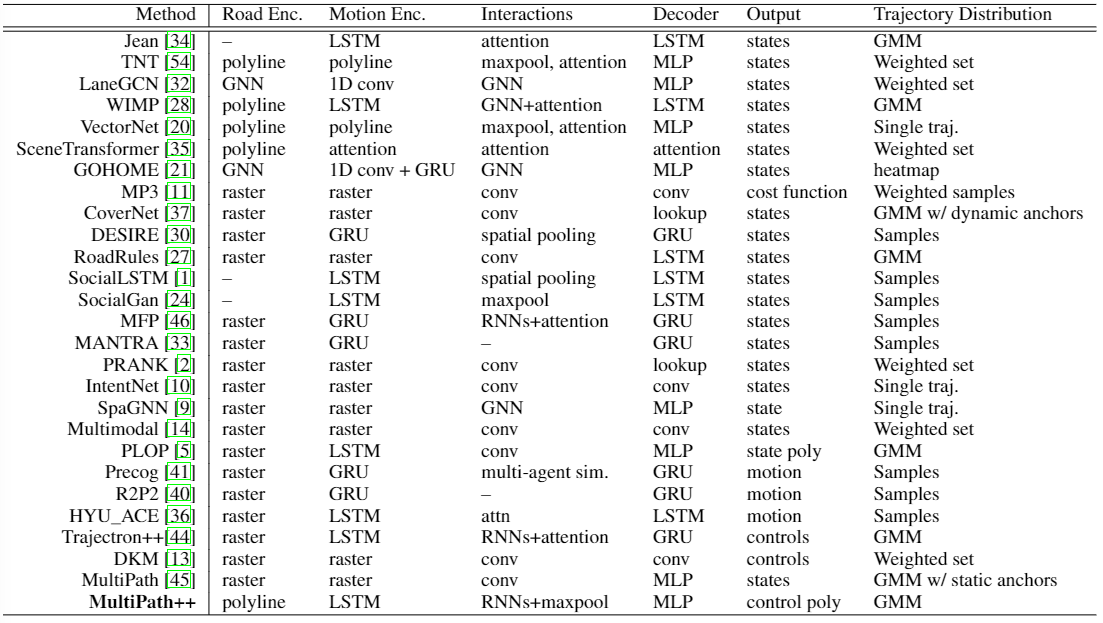 Method Road Enc. Motion Enc. Interactions Decoder Output Trajectory Distribution
Jean [34] – LSTM attention LSTM states GMM
TNT [54] polyline polyline maxpool, attention MLP states Weighted set
LaneGCN [32] GNN 1D conv GNN MLP states Weighted set
WIMP [28] polyline LSTM GNN+attention LSTM states GMM
VectorNet [20] polyline polyline maxpool, attention MLP states Single traj.
SceneTransformer [35] polyline attention attention attention states Weighted set
GOHOME [21] GNN 1D conv + GRU GNN MLP states heatmap
MP3 [11] raster raster conv conv cost function Weighted samples
CoverNet [37] raster raster conv lookup states GMM w/ dynamic anchors
DESIRE [30] raster GRU spatial pooling GRU states Samples
RoadRules [27] raster raster conv LSTM states GMM
SocialLSTM [1] – LSTM spatial pooling LSTM states Samples
SocialGan [24] – LSTM maxpool LSTM states Samples
MFP [46] raster GRU RNNs+attention GRU states Samples
MANTRA [33] raster GRU – GRU states Samples
PRANK [2] raster raster conv lookup states Weighted set
IntentNet [10] raster raster conv conv states Single traj.
SpaGNN [9] raster raster GNN MLP state Single traj.
Multimodal [14] raster raster conv conv states Weighted set
PLOP [5] raster LSTM conv MLP state poly GMM
Precog [41] raster GRU multi-agent sim. GRU motion Samples
R2P2 [40] raster GRU – GRU motion Samples
HYU_ACE [36] raster LSTM attn LSTM motion Samples
Trajectron++[44] raster LSTM RNNs+attention GRU controls GMM
DKM [13] raster raster conv conv controls Weighted set
MultiPath [45] raster raster conv MLP states GMM w/ static anchors
MultiPath++ polyline LSTM RNNs+maxpool MLP control poly GMM